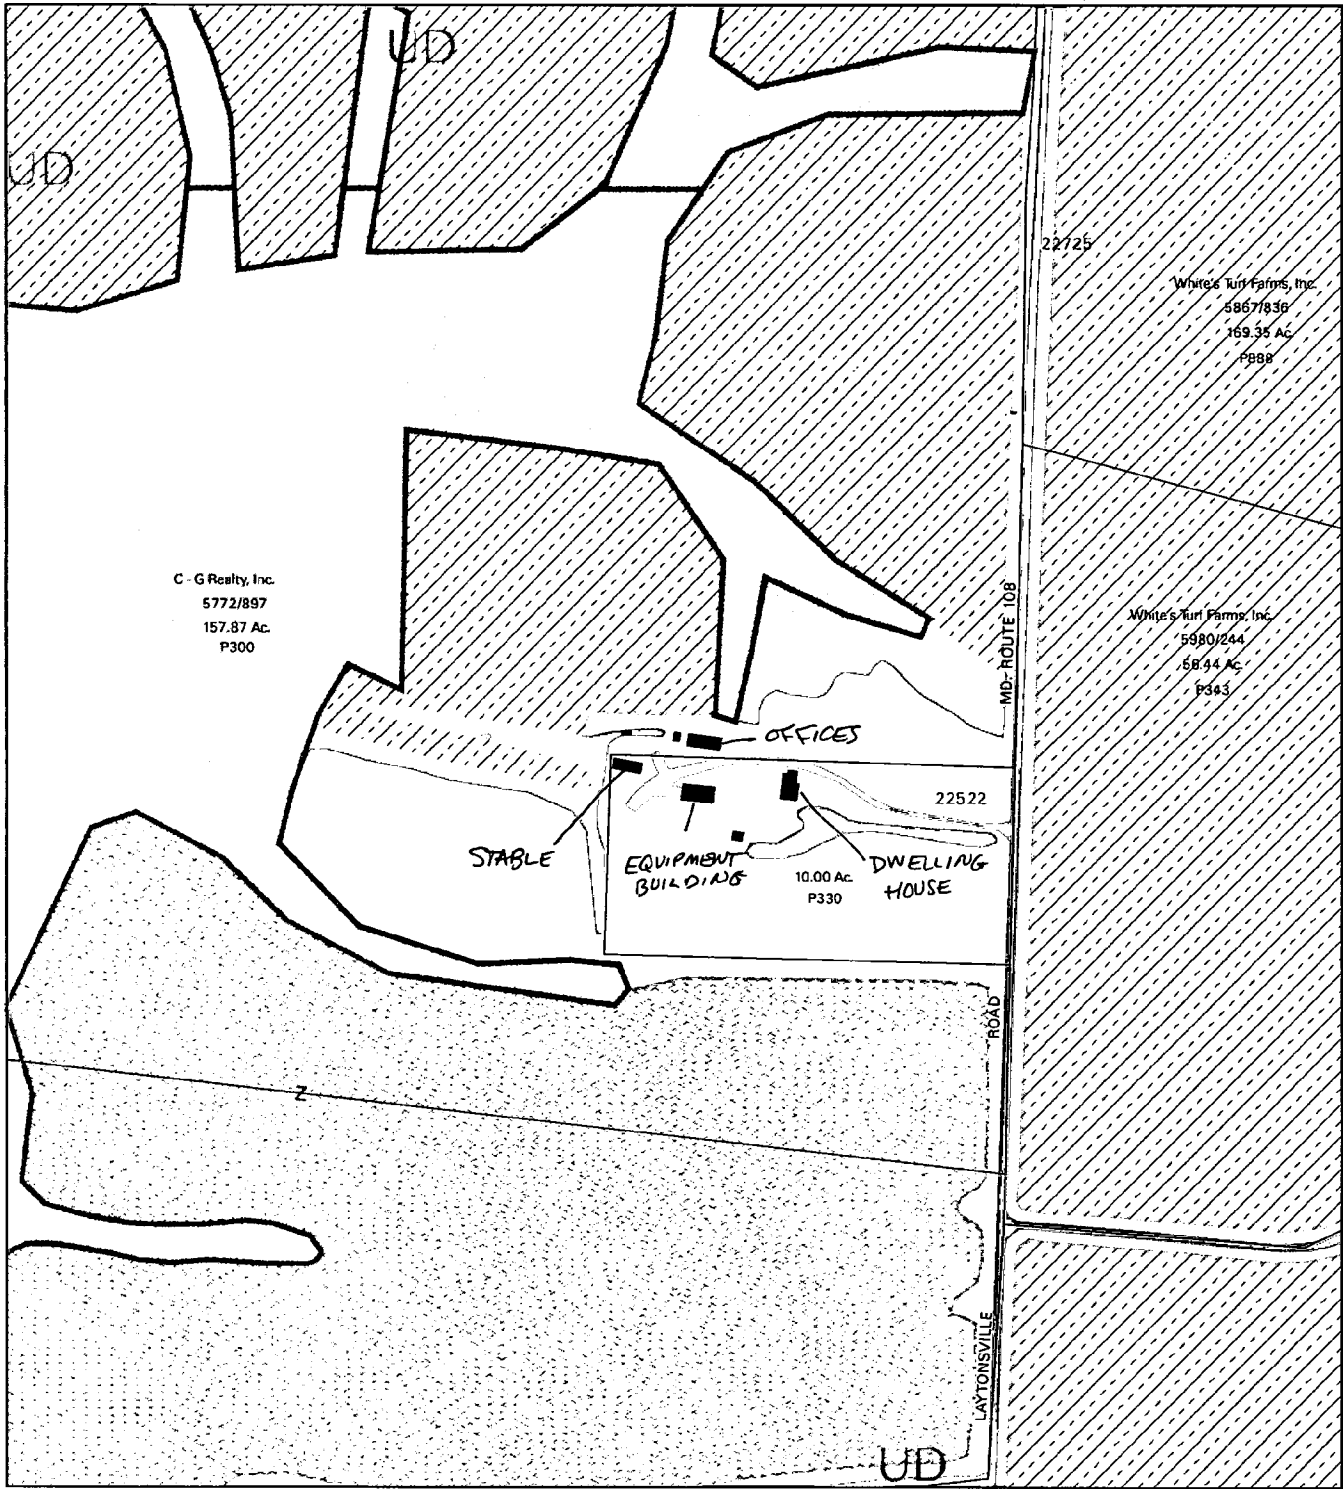 UD
UD
22725
White's Turf Farms, Inc.
5867/836
169.35 Ac.
P888
C - G Realty, Inc.
5772/897
157.87 Ac.
P300
MD. ROUTE 108
White's Turf Farms, Inc.
5980/244
56.44 Ac.
P343
OFFICES
22522
STABLE
EQUIPMENT
BUILDING
10.00 Ac.
P330
DWELLING
HOUSE
ROAD
Z
LAYTONSVILLE
UD